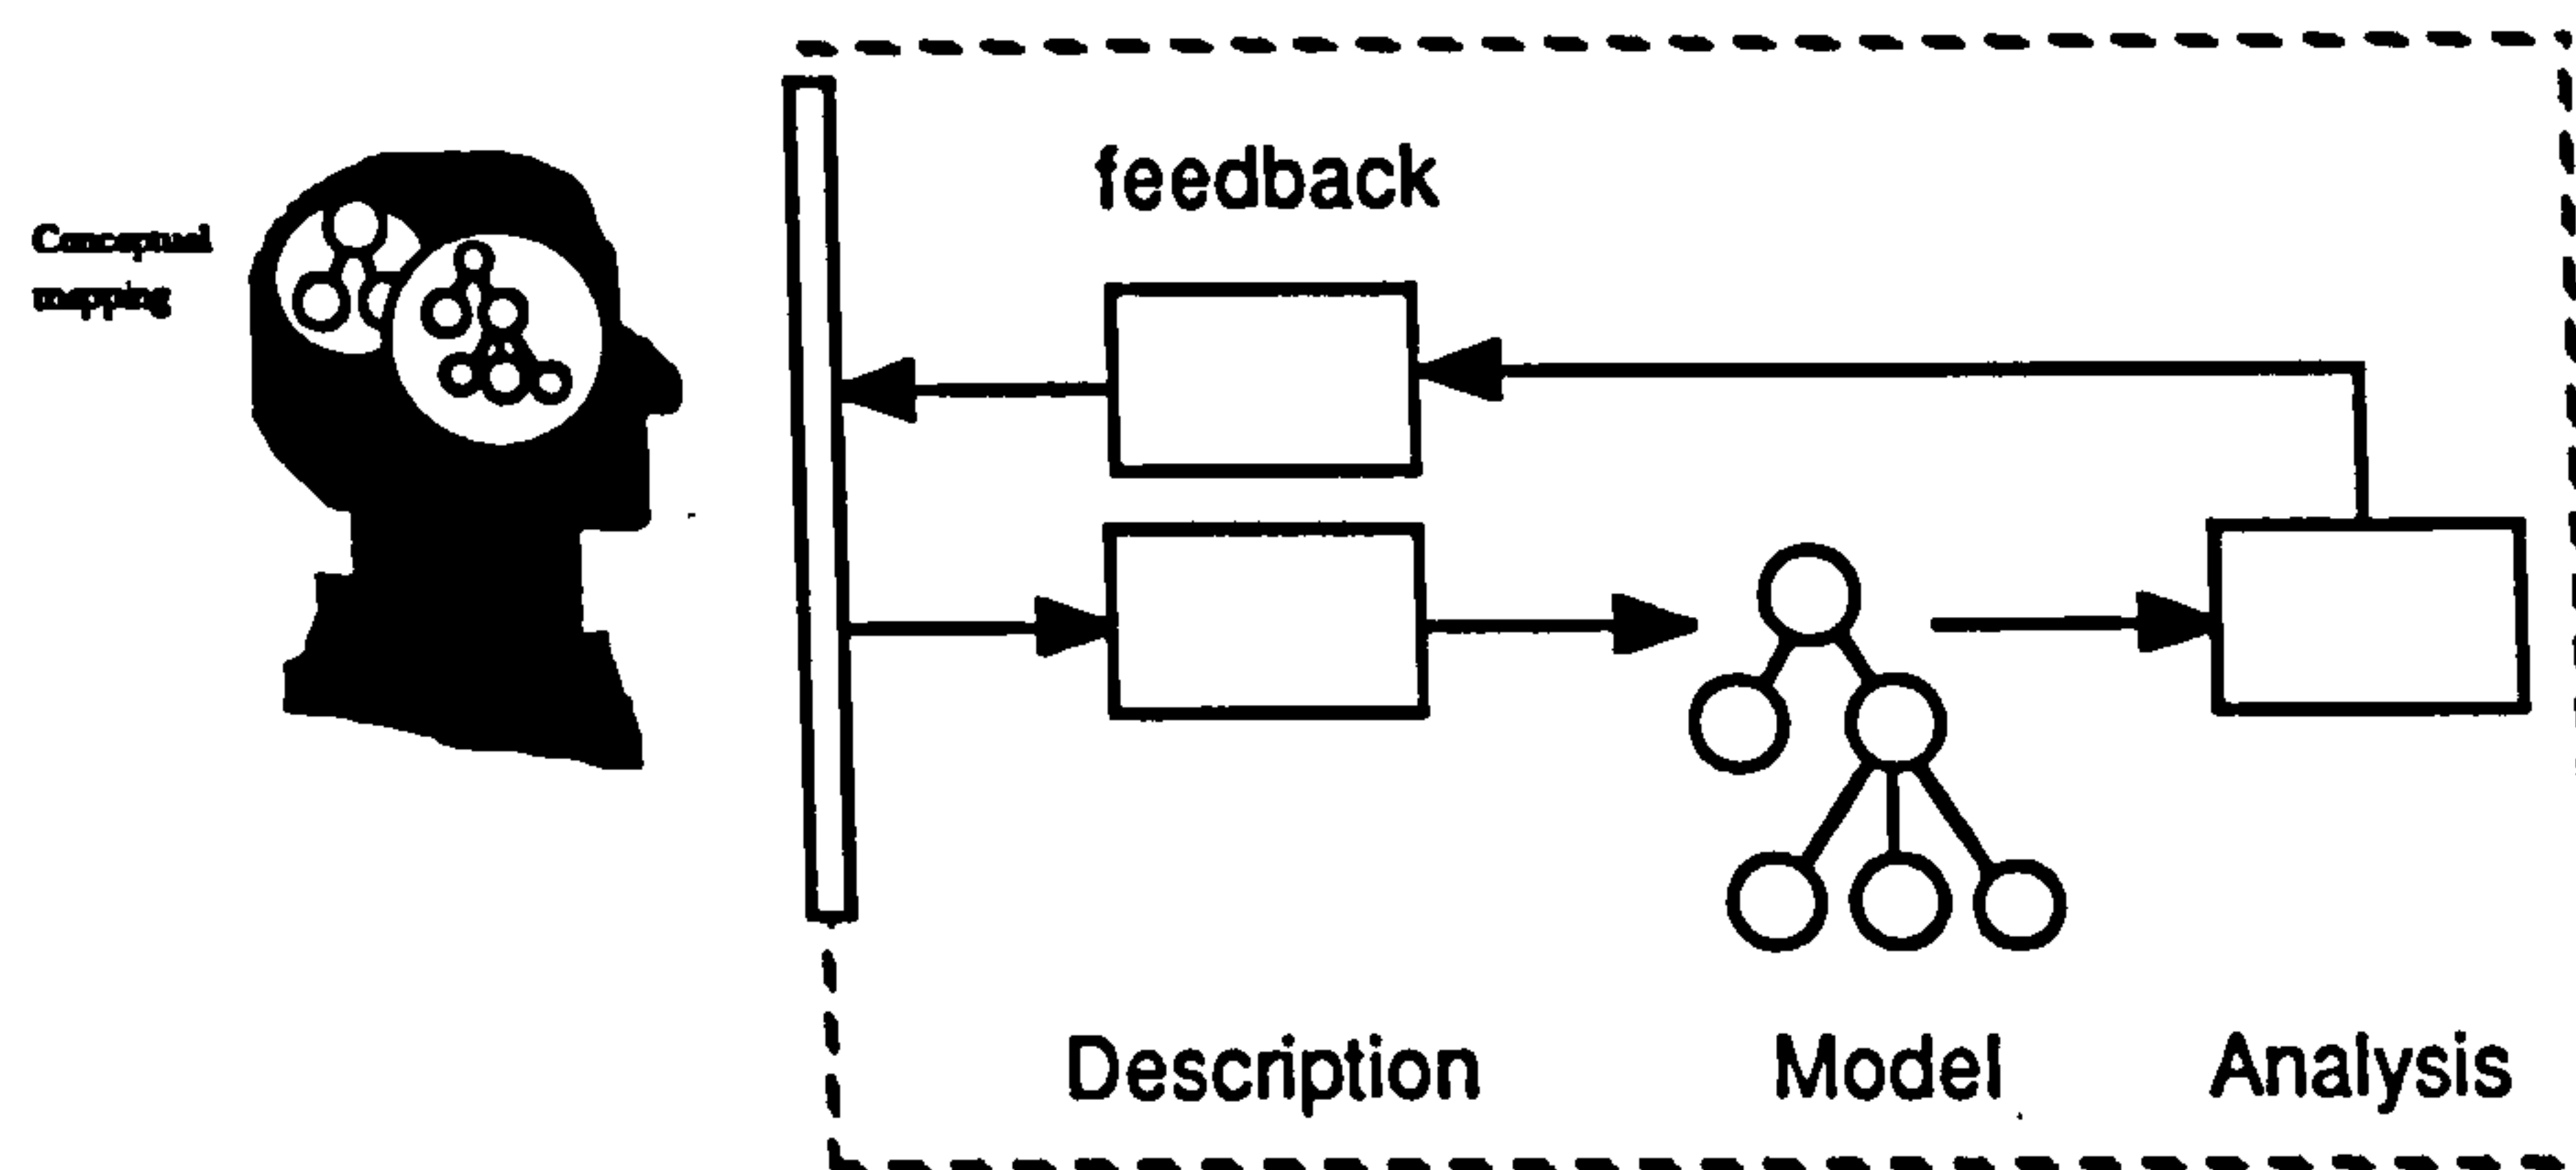 Conceptual
mapping
feedback
Description
Model
Analysis